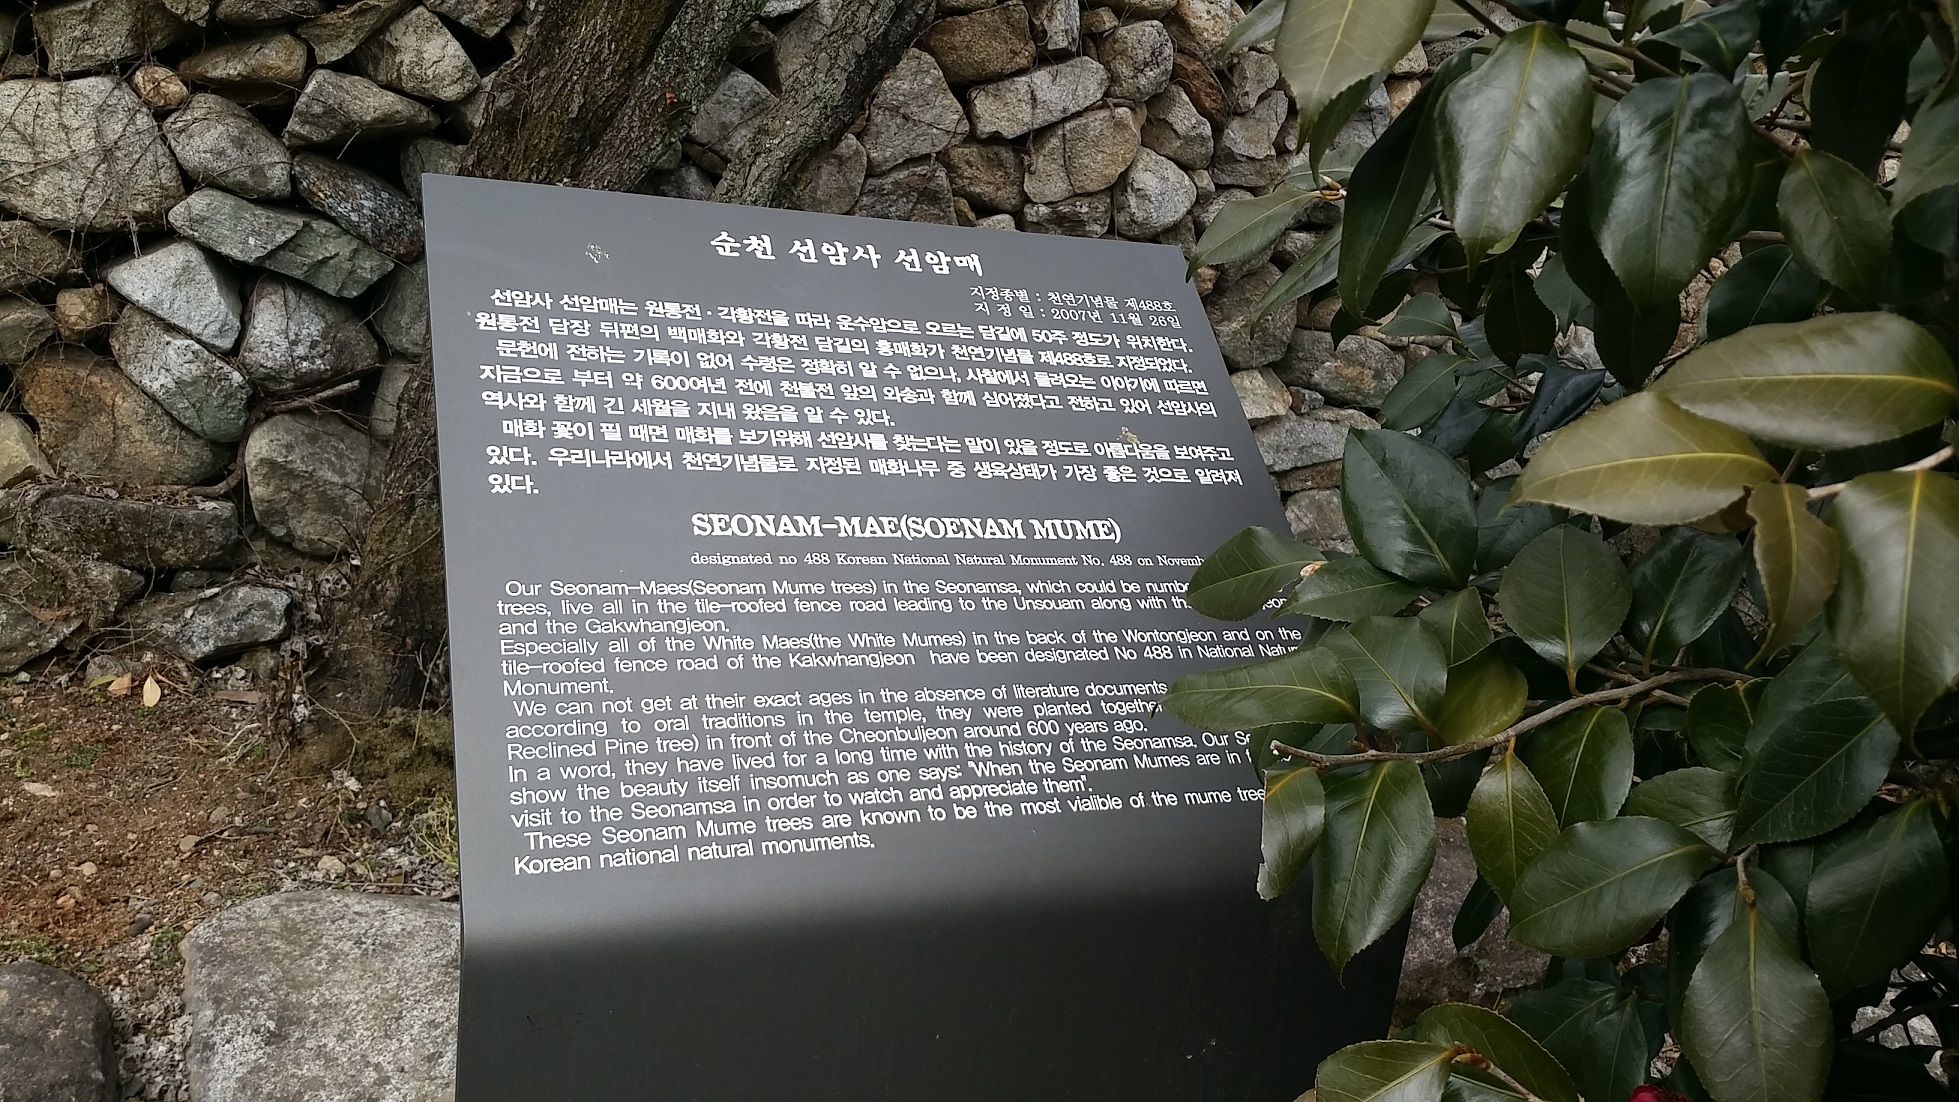 순천 선암사 선암매
지정종별 : 천연기념물 제488호
지 정 일 : 2007년 11월 26일
선암사 선암매는 원통전 · 각황전을 따라 운수암으로 오르는 담길에 50주 정도가 위치한다.
원통전 담장 뒤편의 백매화와 각황전 담길의 홍매화가 천연기념물 제488호로 지정되었다.
문헌에 전하는 기록이 없어 수령은 정확히 알 수 없으나, 사찰에서 들려오는 이야기에 따르면
지금으로 부터 약 600여년 전에 천불전 앞의 와송과 함께 심어졌다고 전하고 있어 선암사의
역사와 함께 긴 세월을 지내 왔음을 알 수 있다.
매화 꽃이 필 때면 매화를 보기위해 선암사를 찾는다는 말이 있을 정도로 아름다움을 보여주고
있다. 우리나라에서 천연기념물로 지정된 매화나무 중 생육상태가 가장 좋은 것으로 알려져
있다.
SEONAM-MAE(SOENAM MUME)
designated no 488 Korean National Natural Monument No. 488 on
Our Seonam-Maes(Seonam Mume trees) in the Seonamsa, which could be
trees, live all in the tile-roofed fence road leading to the Unsouam along with
and the Gakwhangjeon.
Especially all of the White Maes(the White Mumes) in the back of the Wontongjeon and on the
tile-roofed fence road of the Kakwhangjeon have been designated No 488 in National
Monument.
We can not get at their exact ages in the absence of literature documents
according to oral traditions in the temple, they were planted together
Reclined Pine tree) in front of the Cheonbuljeon around 600 years ago.
In a word, they have lived for a long time with the history of the Seonamsa. Our
show the beauty itself insomuch as one says: "When the Seonam Mumes are in
visit to the Seonamsa in order to watch and appreciate them".
These Seonam Mume trees are known to be the most vialible of the mume
Korean national natural monuments.